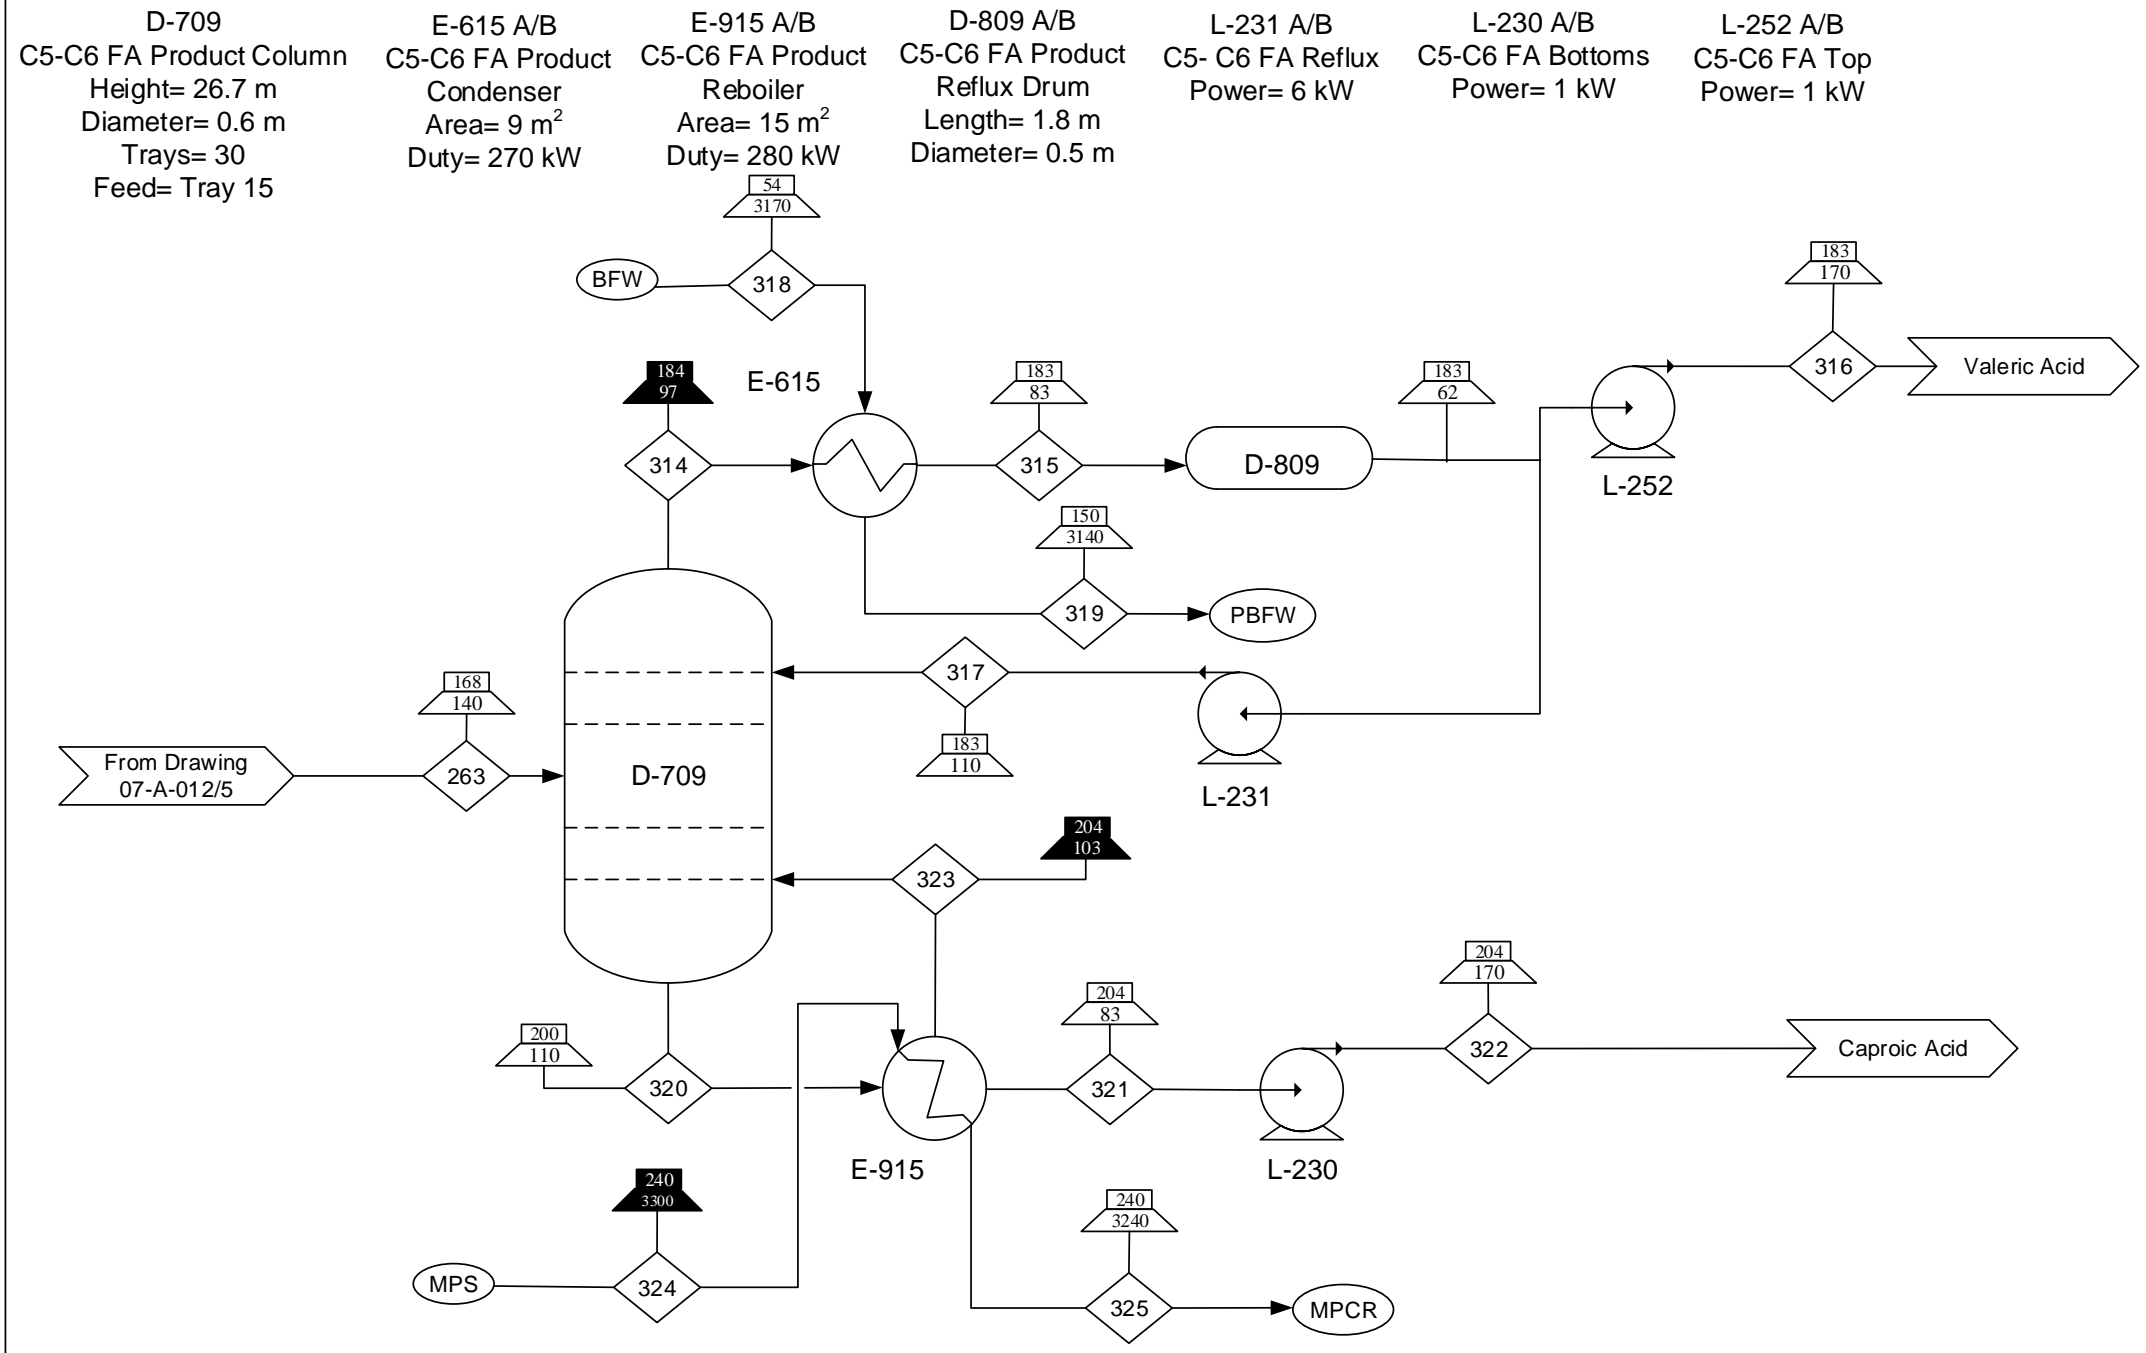 D-709
C5-C6 FA Product Column
Height= 26.7 m
Diameter= 0.6 m
Trays= 30
Feed= Tray 15
E-615 A/B
C5-C6 FA Product
Condenser
Area= 9 m²
Duty= 270 kW
E-915 A/B
C5-C6 FA Product
Reboiler
Area= 15 m²
Duty= 280 kW
D-809 A/B
C5-C6 FA Product
Reflux Drum
Length= 1.8 m
Diameter= 0.5 m
L-231 A/B
C5- C6 FA Reflux
Power= 6 kW
L-230 A/B
C5-C6 FA Bottoms
Power= 1 kW
L-252 A/B
C5-C6 FA Top
Power= 1 kW
54
3170
BFW
318
183
170
316
Valeric Acid
184
97
E-615
183
83
183
62
314
315
D-809
L-252
150
3140
319
PBFW
168
140
317
183
110
From Drawing
07-A-012/5
263
D-709
L-231
204
103
323
204
170
200
110
204
83
320
321
322
Caproic Acid
E-915
L-230
240
3300
240
3240
MPS
324
325
MPCR